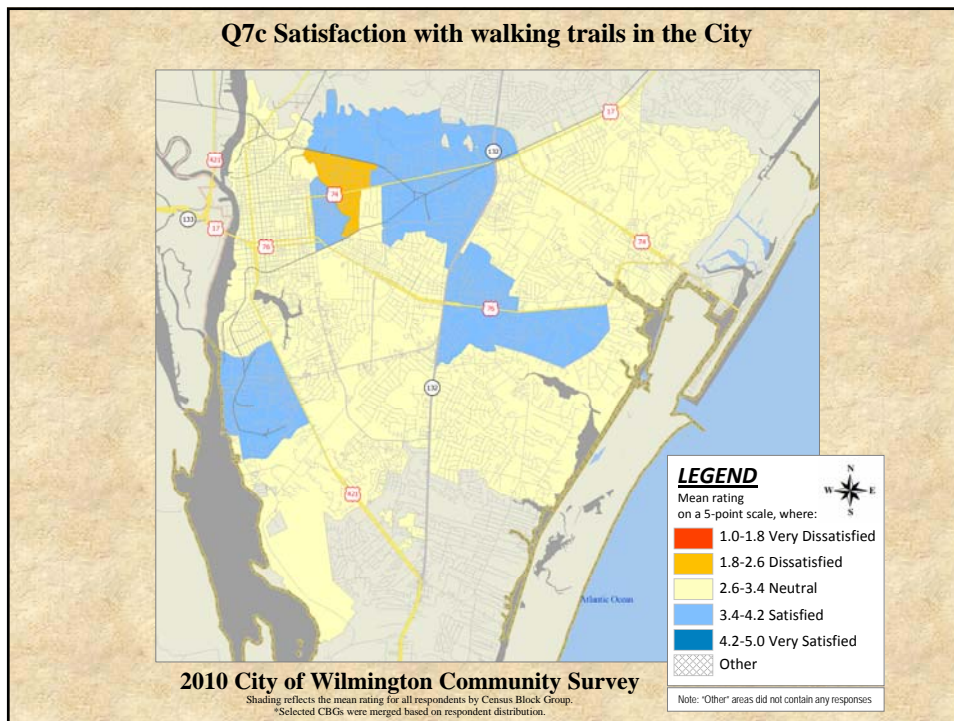 Q7c Satisfaction with walking trails in the City
17
132
421
74
133
17
76
74
76
132
421
Atlantic Ocean
LEGEND
Mean rating
on a 5-point scale, where:
N
W E
S
1.0-1.8 Very Dissatisfied
1.8-2.6 Dissatisfied
2.6-3.4 Neutral
3.4-4.2 Satisfied
4.2-5.0 Very Satisfied
Other
Note: "Other" areas did not contain any responses
2010 City of Wilmington Community Survey
Shading reflects the mean rating for all respondents by Census Block Group.
*Selected CBGs were merged based on respondent distribution.